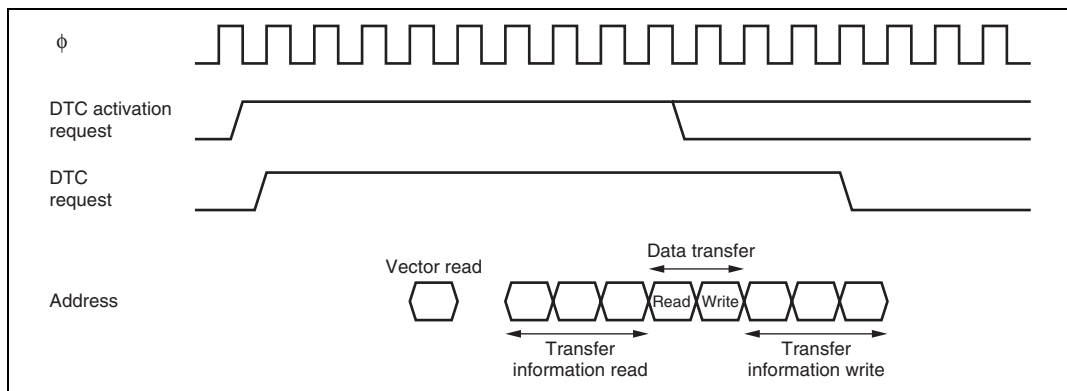 φ
DTC activation
request
DTC
request
Data transfer
Vector read
Address
Read
Write
Transfer
information read
Transfer
information write